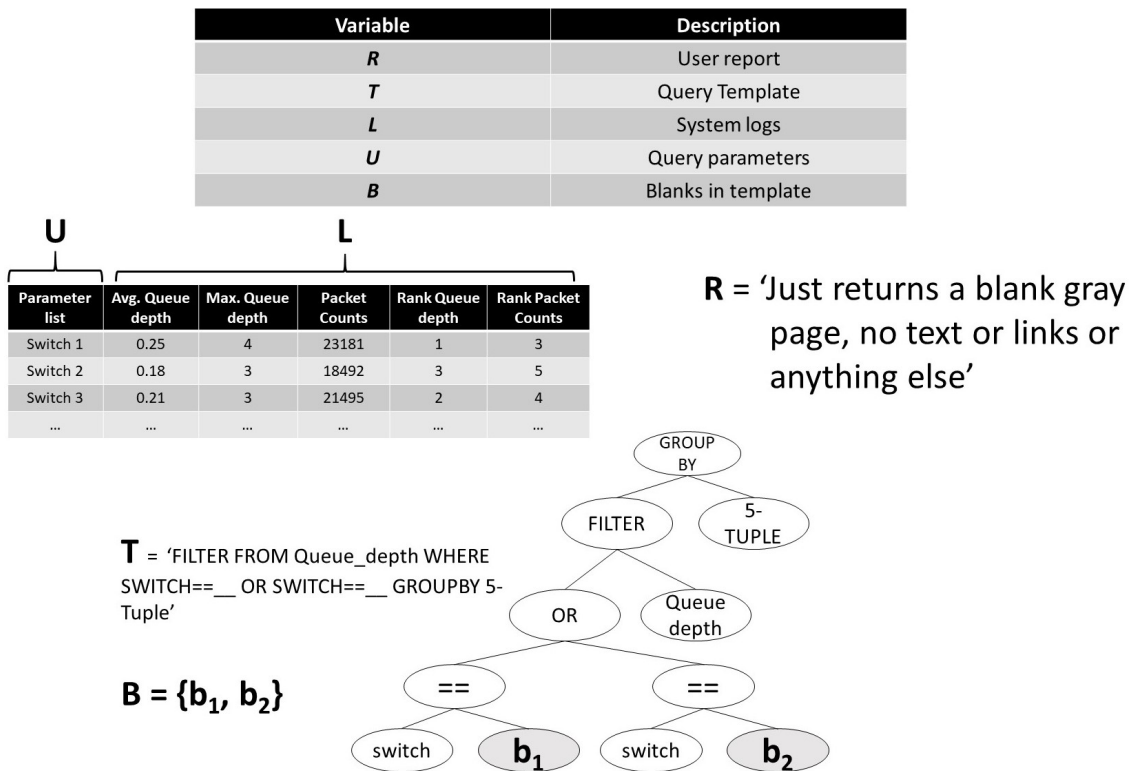 Variable Description
R User report
T Query Template
L System logs
U Query parameters
B Blanks in template
U L
Parameter list Avg. Queue depth Max. Queue depth Packet Counts Rank Queue depth Rank Packet Counts
Switch 1 0.25 4 23181 1 3
Switch 2 0.18 3 18492 3 5
Switch 3 0.21 3 21495 2 4
... ... ... ... ... ...
R = ‘Just returns a blank gray
page, no text or links or
anything else’
T = ‘FILTER FROM Queue_depth WHERE
SWITCH==__ OR SWITCH==__ GROUPBY 5-
Tuple’
B = {b₁, b₂}
GROUP
BY
FILTER
5-
TUPLE
OR
Queue
depth
== ==
switch b₁ switch b₂